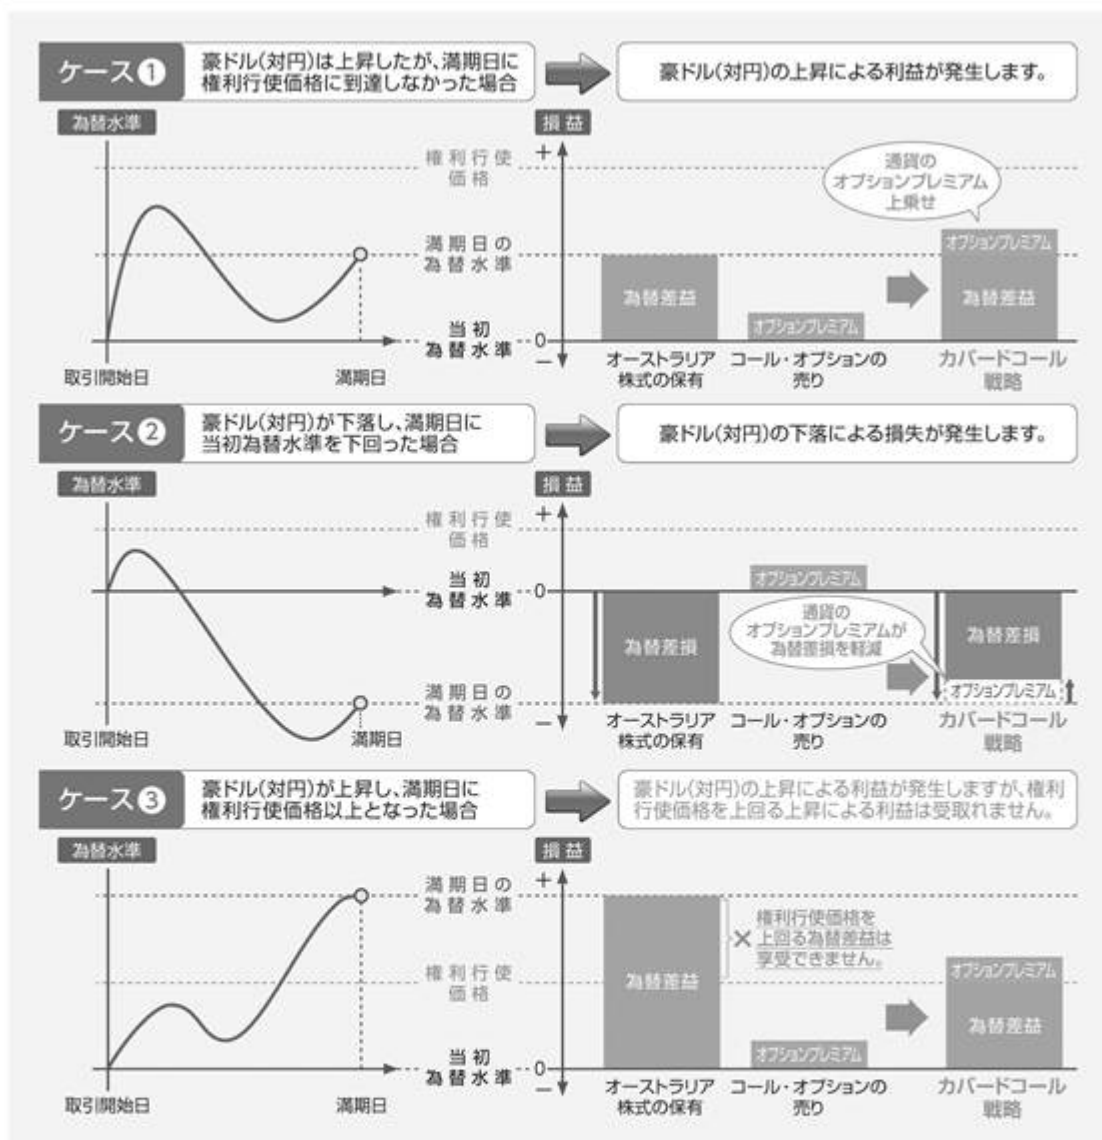 ケース❶
豪ドル(対円)は上昇したが、満期日に
権利行使価格に到達しなかった場合
豪ドル(対円)の上昇による利益が発生します。
為替水準
損益
権利行使
価格
満期日の
為替水準
当初
為替水準
取引開始日
満期日
+
0
−
通貨の
オプションプレミアム
上乗せ
為替差益
オプションプレミアム
オプションプレミアム
為替差益
オーストラリア
株式の保有
コール・オプションの
売り
カバードコール
戦略
ケース❷
豪ドル(対円)が下落し、満期日に
当初為替水準を下回った場合
豪ドル(対円)の下落による損失が発生します。
為替水準
損益
権利行使
価格
当初
為替水準
満期日の
為替水準
取引開始日
満期日
+
0
−
オプションプレミアム
通貨の
オプションプレミアムが
為替差損を軽減
為替差損
為替差損
オプションプレミアム
オーストラリア
株式の保有
コール・オプションの
売り
カバードコール
戦略
ケース❸
豪ドル(対円)が上昇し、満期日に
権利行使価格以上となった場合
豪ドル(対円)の上昇による利益が発生しますが、権利
行使価格を上回る上昇による利益は受取れません。
為替水準
損益
満期日の
為替水準
権利行使
価格
当初
為替水準
取引開始日
満期日
+
0
−
×
権利行使価格を
上回る為替差益は
享受できません。
為替差益
オプションプレミアム
オプションプレミアム
為替差益
オーストラリア
株式の保有
コール・オプションの
売り
カバードコール
戦略